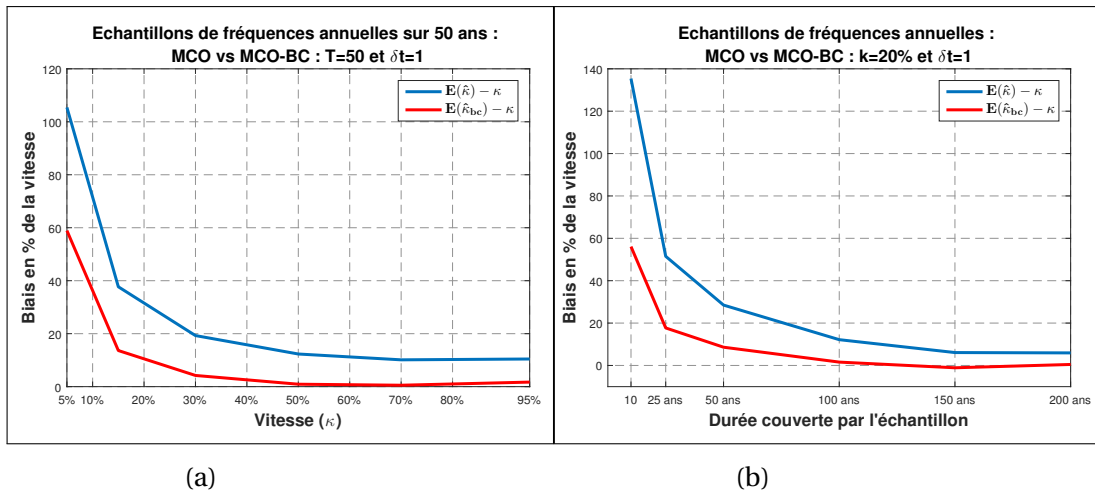 Echantillons de fréquences annuelles sur 50 ans :
MCO vs MCO-BC : T=50 et δt=1
120
100
80
60
40
20
0
Biais en % de la vitesse
E(κ̂) − κ
E(κ̂bc) − κ
5% 10% 20% 30% 40% 50% 60% 70% 80% 95%
Vitesse (κ)
(a)
Echantillons de fréquences annuelles :
MCO vs MCO-BC : k=20% et δt=1
140
120
100
80
60
40
20
0
Biais en % de la vitesse
E(κ̂) − κ
E(κ̂bc) − κ
10 25 ans 50 ans 100 ans 150 ans 200 ans
Durée couverte par l'échantillon
(b)